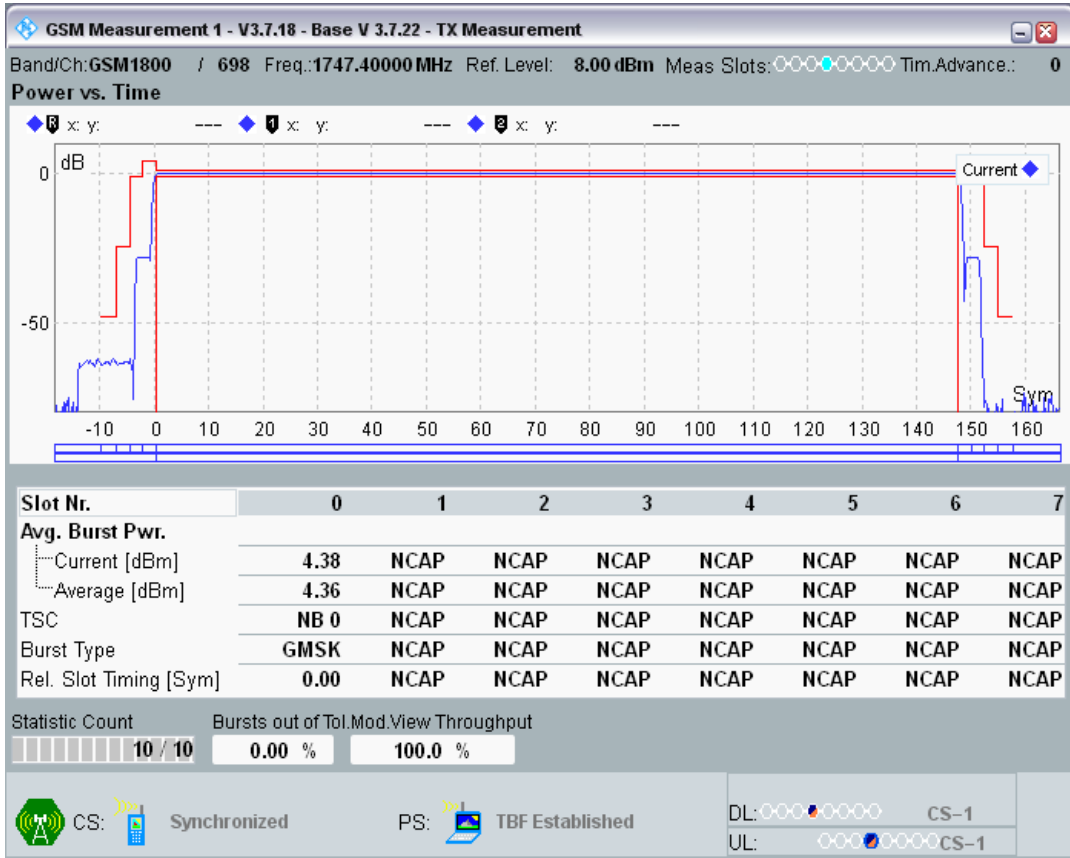 GSM Measurement 1 - V3.7.18 - Base V 3.7.22 - TX Measurement
Band/Ch:GSM1800 / 698 Freq.:1747.40000 MHz Ref. Level: 8.00 dBm Meas Slots: Tim.Advance.: 0
Power vs. Time
R x: y: --- 1 x: y: --- 2 x: y: ---
dB
Current
0
-50
Sym
-10 0 10 20 30 40 50 60 70 80 90 100 110 120 130 140 150 160
Slot Nr. 0 1 2 3 4 5 6 7
Avg. Burst Pwr.
Current [dBm] 4.38 NCAP NCAP NCAP NCAP NCAP NCAP NCAP
Average [dBm] 4.36 NCAP NCAP NCAP NCAP NCAP NCAP NCAP
TSC NB 0 NCAP NCAP NCAP NCAP NCAP NCAP NCAP
Burst Type GMSK NCAP NCAP NCAP NCAP NCAP NCAP NCAP
Rel. Slot Timing [Sym] 0.00 NCAP NCAP NCAP NCAP NCAP NCAP NCAP
Statistic Count Bursts out of Tol.Mod.View Throughput
10 / 10 0.00 % 100.0 %
CS: Synchronized PS: TBF Established DL: CS-1
UL: CS-1